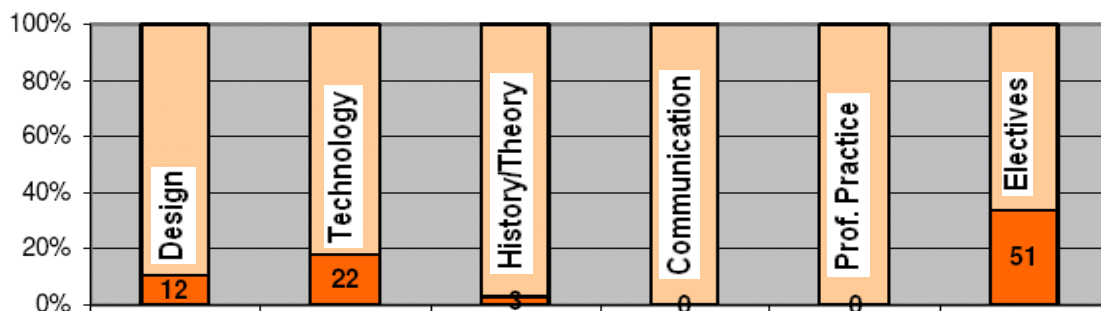 100%
80%
60%
40%
20%
0%
Design
Technology
History/Theory
Communication
Prof. Practice
Electives
12
22
3
0
0
51